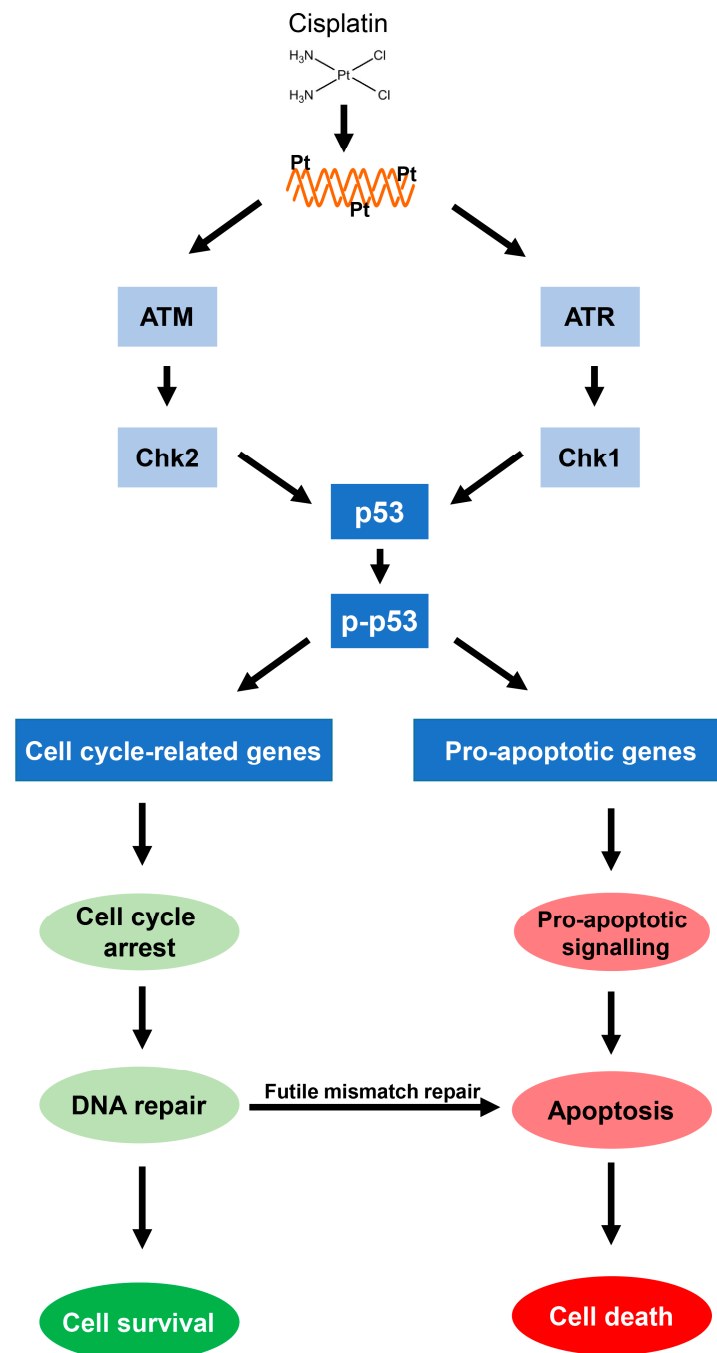 Cisplatin
H₃N
Cl
Pt
H₃N
Cl
Pt
Pt
Pt
ATM
ATR
Chk2
Chk1
p53
p-p53
Cell cycle-related genes
Pro-apoptotic genes
Cell cycle
arrest
Pro-apoptotic
signalling
DNA repair
Futile mismatch repair
Apoptosis
Cell survival
Cell death